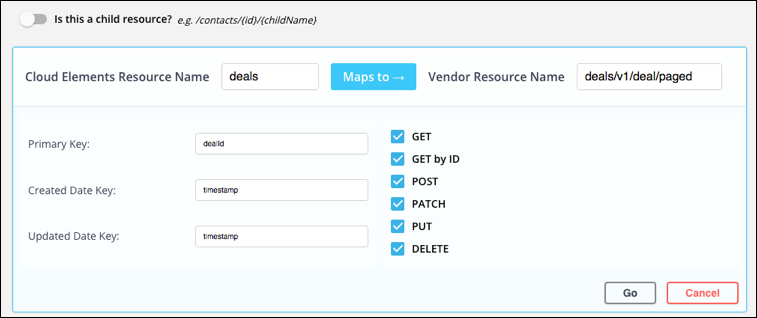 Is this a child resource? e.g. /contacts/{id}/{childName}
Cloud Elements Resource Name deals Maps to → Vendor Resource Name deals/v1/deal/paged
Primary Key: dealId
Created Date Key: timestamp
Updated Date Key: timestamp
GET
GET by ID
POST
PATCH
PUT
DELETE
Go Cancel